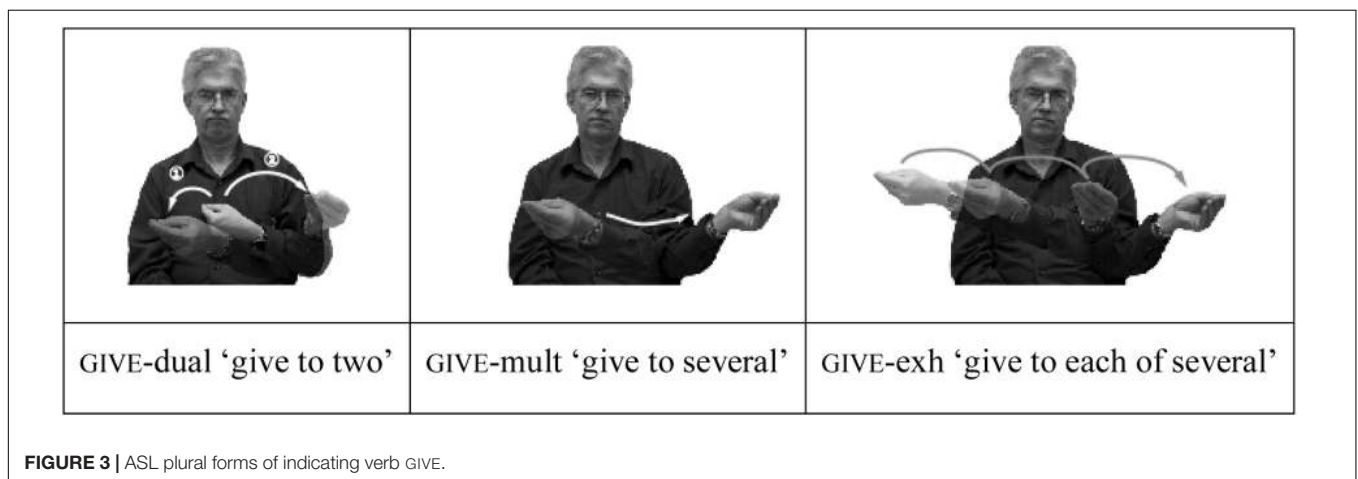 ① ②
GIVE-dual ‘give to two’
GIVE-mult ‘give to several’
GIVE-exh ‘give to each of several’
FIGURE 3 | ASL plural forms of indicating verb GIVE.